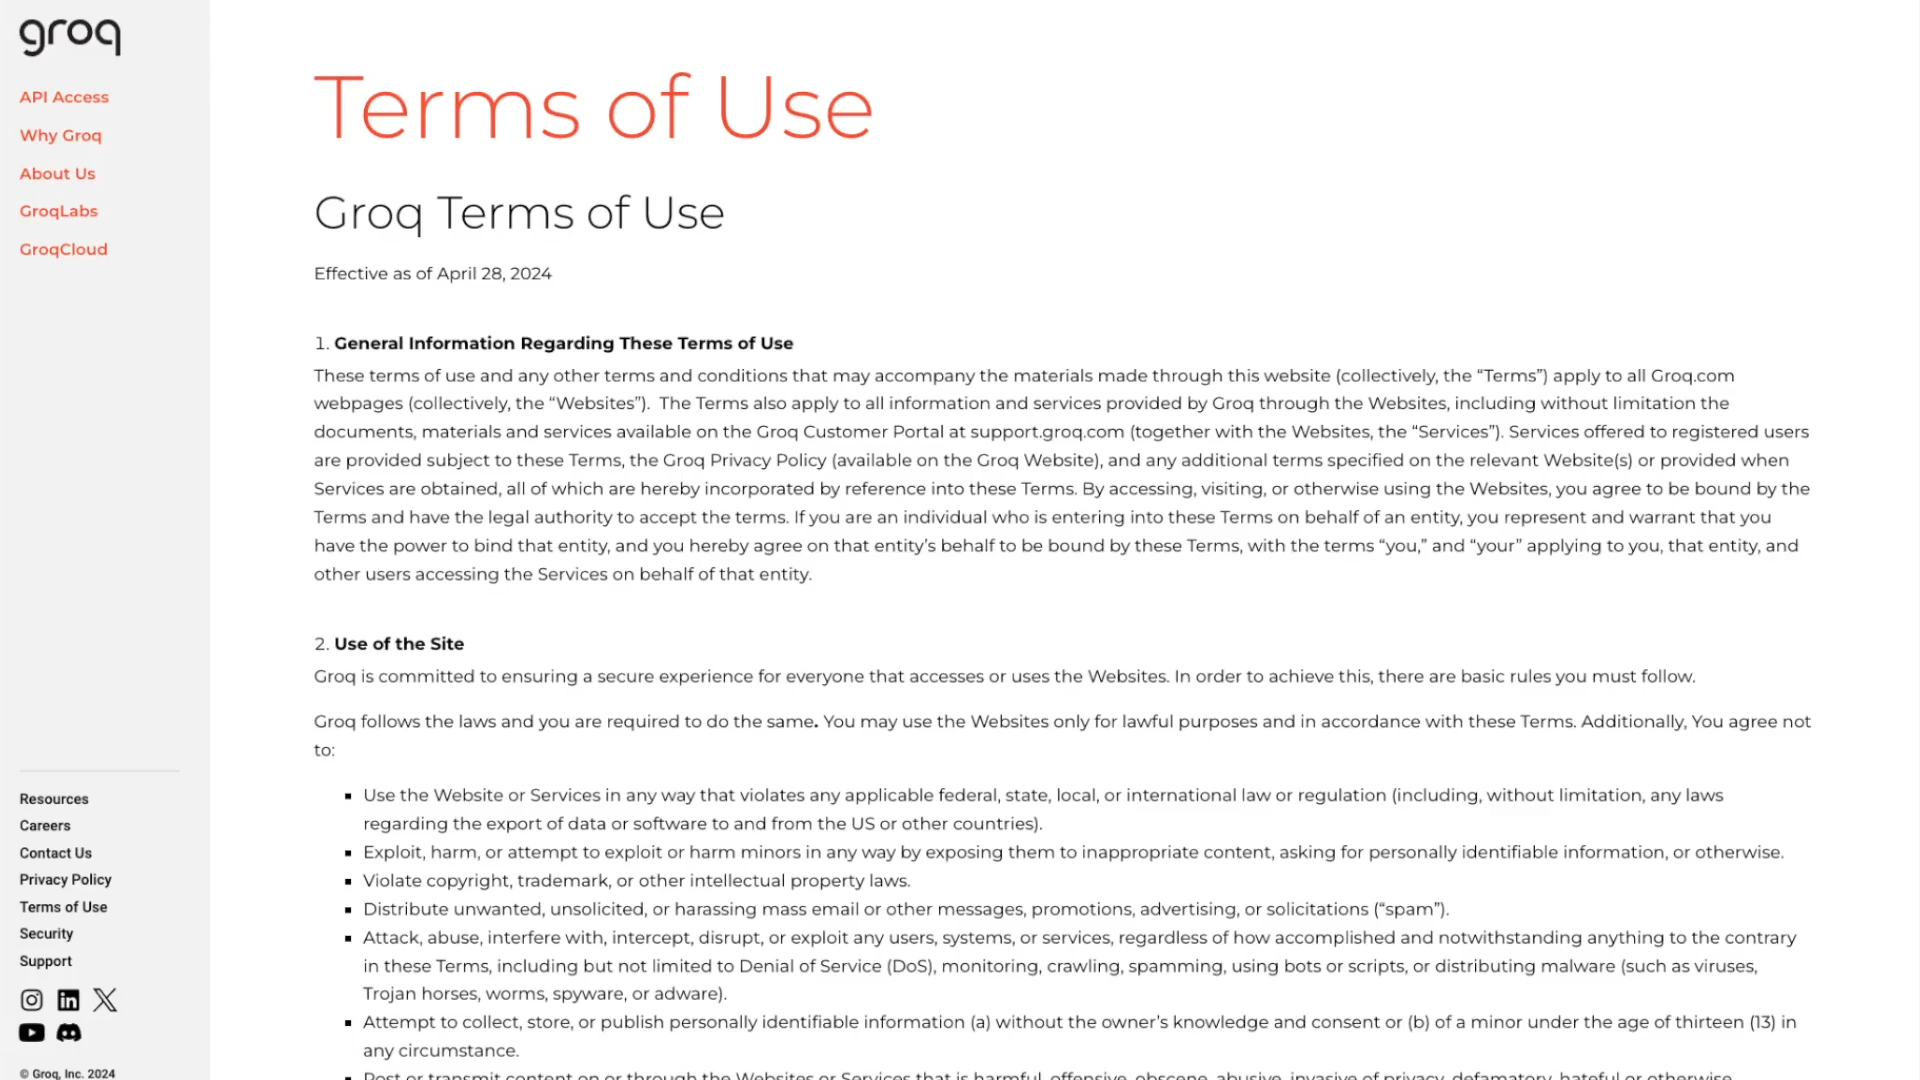 groq
API Access
Why Groq
About Us
GroqLabs
GroqCloud
Resources
Careers
Contact Us
Privacy Policy
Terms of Use
Security
Support
© Groq, Inc. 2024
Terms of Use
Groq Terms of Use
Effective as of April 28, 2024
1. General Information Regarding These Terms of Use
These terms of use and any other terms and conditions that may accompany the materials made through this website (collectively, the “Terms”) apply to all Groq.com
webpages (collectively, the “Websites”).  The Terms also apply to all information and services provided by Groq through the Websites, including without limitation the
documents, materials and services available on the Groq Customer Portal at support.groq.com (together with the Websites, the “Services”). Services offered to registered users
are provided subject to these Terms, the Groq Privacy Policy (available on the Groq Website), and any additional terms specified on the relevant Website(s) or provided when
Services are obtained, all of which are hereby incorporated by reference into these Terms. By accessing, visiting, or otherwise using the Websites, you agree to be bound by the
Terms and have the legal authority to accept the terms. If you are an individual who is entering into these Terms on behalf of an entity, you represent and warrant that you
have the power to bind that entity, and you hereby agree on that entity’s behalf to be bound by these Terms, with the terms “you,” and “your” applying to you, that entity, and
other users accessing the Services on behalf of that entity.
2. Use of the Site
Groq is committed to ensuring a secure experience for everyone that accesses or uses the Websites. In order to achieve this, there are basic rules you must follow.
Groq follows the laws and you are required to do the same. You may use the Websites only for lawful purposes and in accordance with these Terms. Additionally, You agree not
to:
▪ Use the Website or Services in any way that violates any applicable federal, state, local, or international law or regulation (including, without limitation, any laws
regarding the export of data or software to and from the US or other countries).
▪ Exploit, harm, or attempt to exploit or harm minors in any way by exposing them to inappropriate content, asking for personally identifiable information, or otherwise.
▪ Violate copyright, trademark, or other intellectual property laws.
▪ Distribute unwanted, unsolicited, or harassing mass email or other messages, promotions, advertising, or solicitations (“spam”).
▪ Attack, abuse, interfere with, intercept, disrupt, or exploit any users, systems, or services, regardless of how accomplished and notwithstanding anything to the contrary
in these Terms, including but not limited to Denial of Service (DoS), monitoring, crawling, spamming, using bots or scripts, or distributing malware (such as viruses,
Trojan horses, worms, spyware, or adware).
▪ Attempt to collect, store, or publish personally identifiable information (a) without the owner’s knowledge and consent or (b) of a minor under the age of thirteen (13) in
any circumstance.
▪ Post or transmit content on or through the Websites or Services that is harmful, offensive, obscene, abusive, invasive of privacy, defamatory, hateful or otherwise